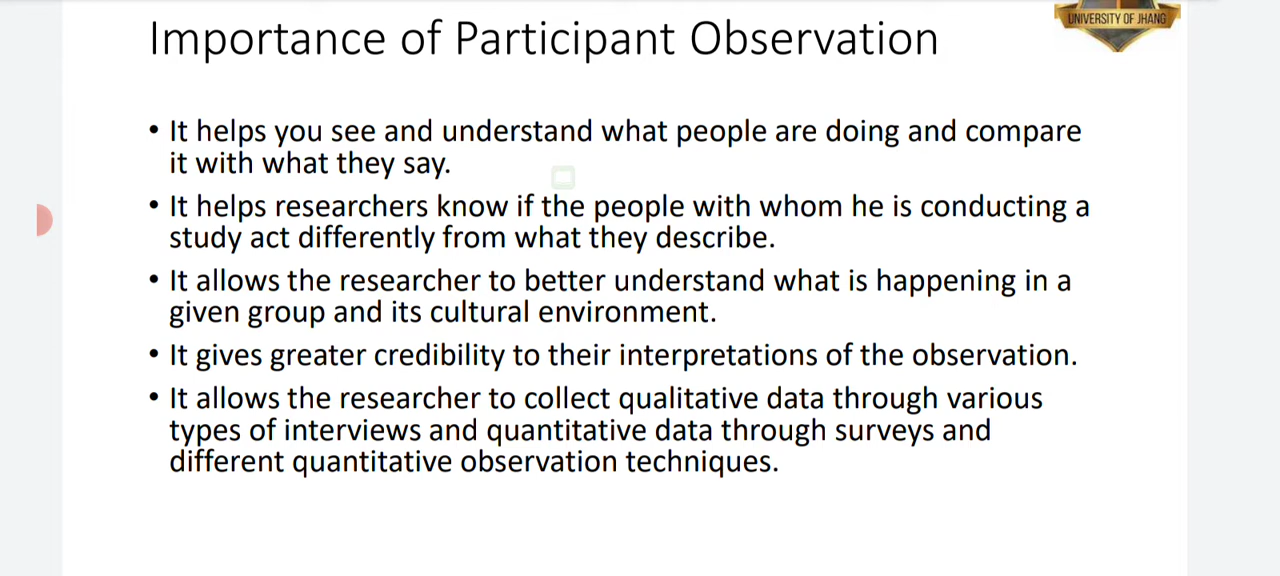 Importance of Participant Observation
UNIVERSITY OF JHANG
• It helps you see and understand what people are doing and compare
it with what they say.
• It helps researchers know if the people with whom he is conducting a
study act differently from what they describe.
• It allows the researcher to better understand what is happening in a
given group and its cultural environment.
• It gives greater credibility to their interpretations of the observation.
• It allows the researcher to collect qualitative data through various
types of interviews and quantitative data through surveys and
different quantitative observation techniques.